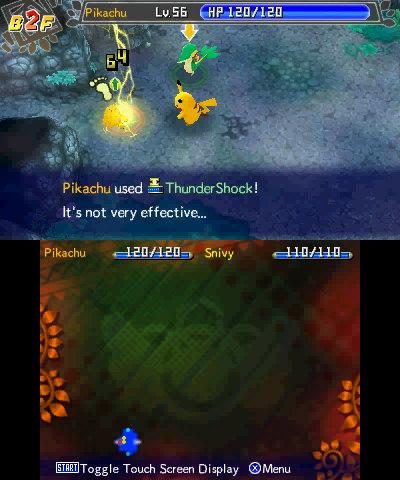 B2F Pikachu Lv.56 HP 120/120
64
Pikachu used ThunderShock!
It's not very effective...
Pikachu 120/120 Snivy 110/110
START Toggle Touch Screen Display X Menu